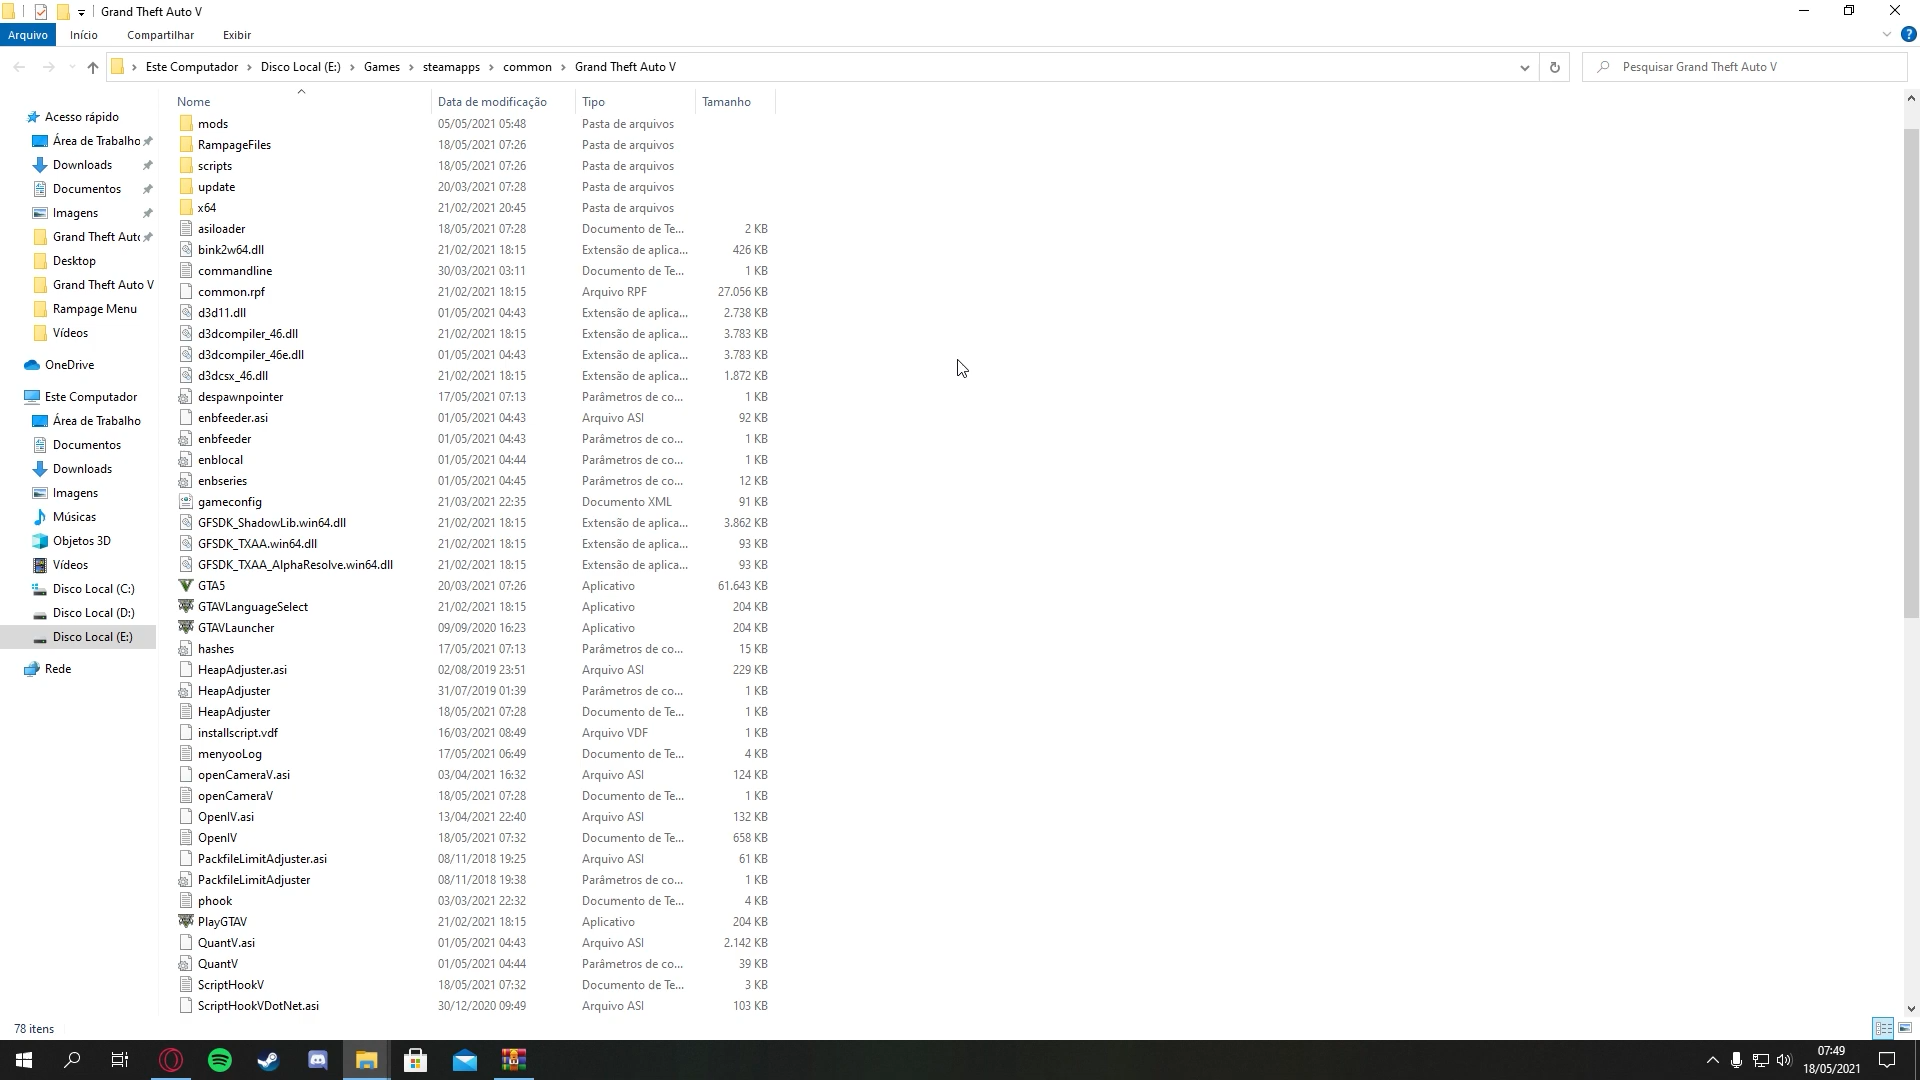 Grand Theft Auto V
Arquivo Início Compartilhar Exibir
Este Computador > Disco Local (E:) > Games > steamapps > common > Grand Theft Auto V
Pesquisar Grand Theft Auto V
Nome Data de modificação Tipo Tamanho
Acesso rápido
Área de Trabalho
Downloads
Documentos
Imagens
Grand Theft Auto
Desktop
Grand Theft Auto V
Rampage Menu
Vídeos
OneDrive
Este Computador
Área de Trabalho
Documentos
Downloads
Imagens
Músicas
Objetos 3D
Vídeos
Disco Local (C:)
Disco Local (D:)
Disco Local (E:)
Rede
mods 05/05/2021 05:48 Pasta de arquivos
RampageFiles 18/05/2021 07:26 Pasta de arquivos
scripts 18/05/2021 07:26 Pasta de arquivos
update 20/03/2021 07:28 Pasta de arquivos
x64 21/02/2021 20:45 Pasta de arquivos
asiloader 18/05/2021 07:28 Documento de Te... 2 KB
bink2w64.dll 21/02/2021 18:15 Extensão de aplica... 426 KB
commandline 30/03/2021 03:11 Documento de Te... 1 KB
common.rpf 21/02/2021 18:15 Arquivo RPF 27.056 KB
d3d11.dll 01/05/2021 04:43 Extensão de aplica... 2.738 KB
d3dcompiler_46.dll 21/02/2021 18:15 Extensão de aplica... 3.783 KB
d3dcompiler_46e.dll 01/05/2021 04:43 Extensão de aplica... 3.783 KB
d3dcsx_46.dll 21/02/2021 18:15 Extensão de aplica... 1.872 KB
despawnpointer 17/05/2021 07:13 Parâmetros de co... 1 KB
enbfeeder.asi 01/05/2021 04:43 Arquivo ASI 92 KB
enbfeeder 01/05/2021 04:43 Parâmetros de co... 1 KB
enblocal 01/05/2021 04:44 Parâmetros de co... 1 KB
enbseries 01/05/2021 04:45 Parâmetros de co... 12 KB
gameconfig 21/03/2021 22:35 Documento XML 91 KB
GFSDK_ShadowLib.win64.dll 21/02/2021 18:15 Extensão de aplica... 3.862 KB
GFSDK_TXAA.win64.dll 21/02/2021 18:15 Extensão de aplica... 93 KB
GFSDK_TXAA_AlphaResolve.win64.dll 21/02/2021 18:15 Extensão de aplica... 93 KB
GTA5 20/03/2021 07:26 Aplicativo 61.643 KB
GTAVLanguageSelect 21/02/2021 18:15 Aplicativo 204 KB
GTAVLauncher 09/09/2020 16:23 Aplicativo 204 KB
hashes 17/05/2021 07:13 Parâmetros de co... 15 KB
HeapAdjuster.asi 02/08/2019 23:51 Arquivo ASI 229 KB
HeapAdjuster 31/07/2019 01:39 Parâmetros de co... 1 KB
HeapAdjuster 18/05/2021 07:28 Documento de Te... 1 KB
installscript.vdf 16/03/2021 08:49 Arquivo VDF 1 KB
menyooLog 17/05/2021 06:49 Documento de Te... 4 KB
openCameraV.asi 03/04/2021 16:32 Arquivo ASI 124 KB
openCameraV 18/05/2021 07:28 Documento de Te... 1 KB
OpenIV.asi 13/04/2021 22:40 Arquivo ASI 132 KB
OpenIV 18/05/2021 07:32 Documento de Te... 658 KB
PackfileLimitAdjuster.asi 08/11/2018 19:25 Arquivo ASI 61 KB
PackfileLimitAdjuster 08/11/2018 19:38 Parâmetros de co... 1 KB
phook 03/03/2021 22:32 Documento de Te... 4 KB
PlayGTAV 21/02/2021 18:15 Aplicativo 204 KB
QuantV.asi 01/05/2021 04:43 Arquivo ASI 2.142 KB
QuantV 01/05/2021 04:44 Parâmetros de co... 39 KB
ScriptHookV 18/05/2021 07:32 Documento de Te... 3 KB
ScriptHookVDotNet.asi 30/12/2020 09:49 Arquivo ASI 103 KB
78 itens
07:49
18/05/2021